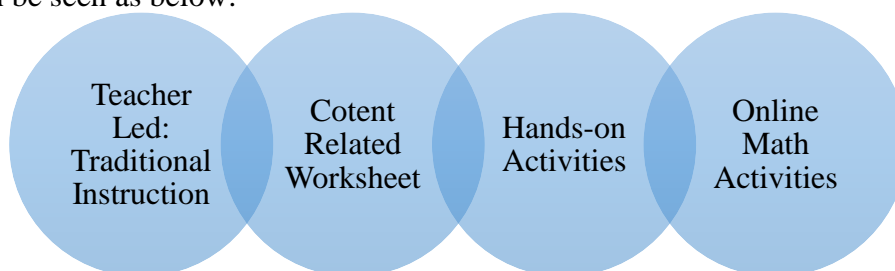 be seen as below:
Teacher
Led:
Traditional
Instruction
Cotent
Related
Worksheet
Hands-on
Activities
Online
Math
Activities